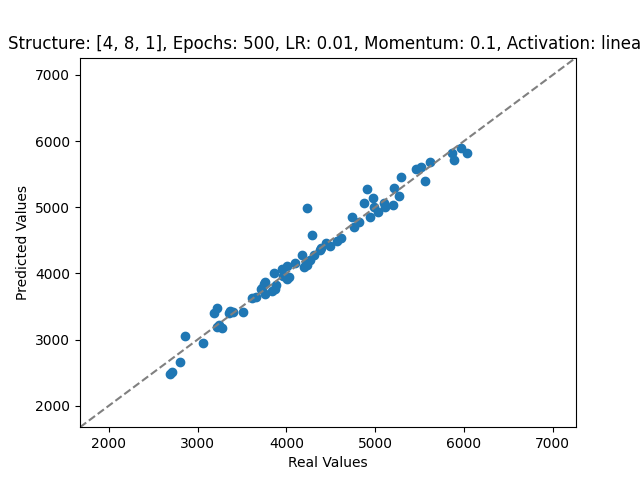 Structure: [4, 8, 1], Epochs: 500, LR: 0.01, Momentum: 0.1, Activation: linea
7000
6000
5000
4000
3000
2000
Predicted Values
2000 3000 4000 5000 6000 7000
Real Values